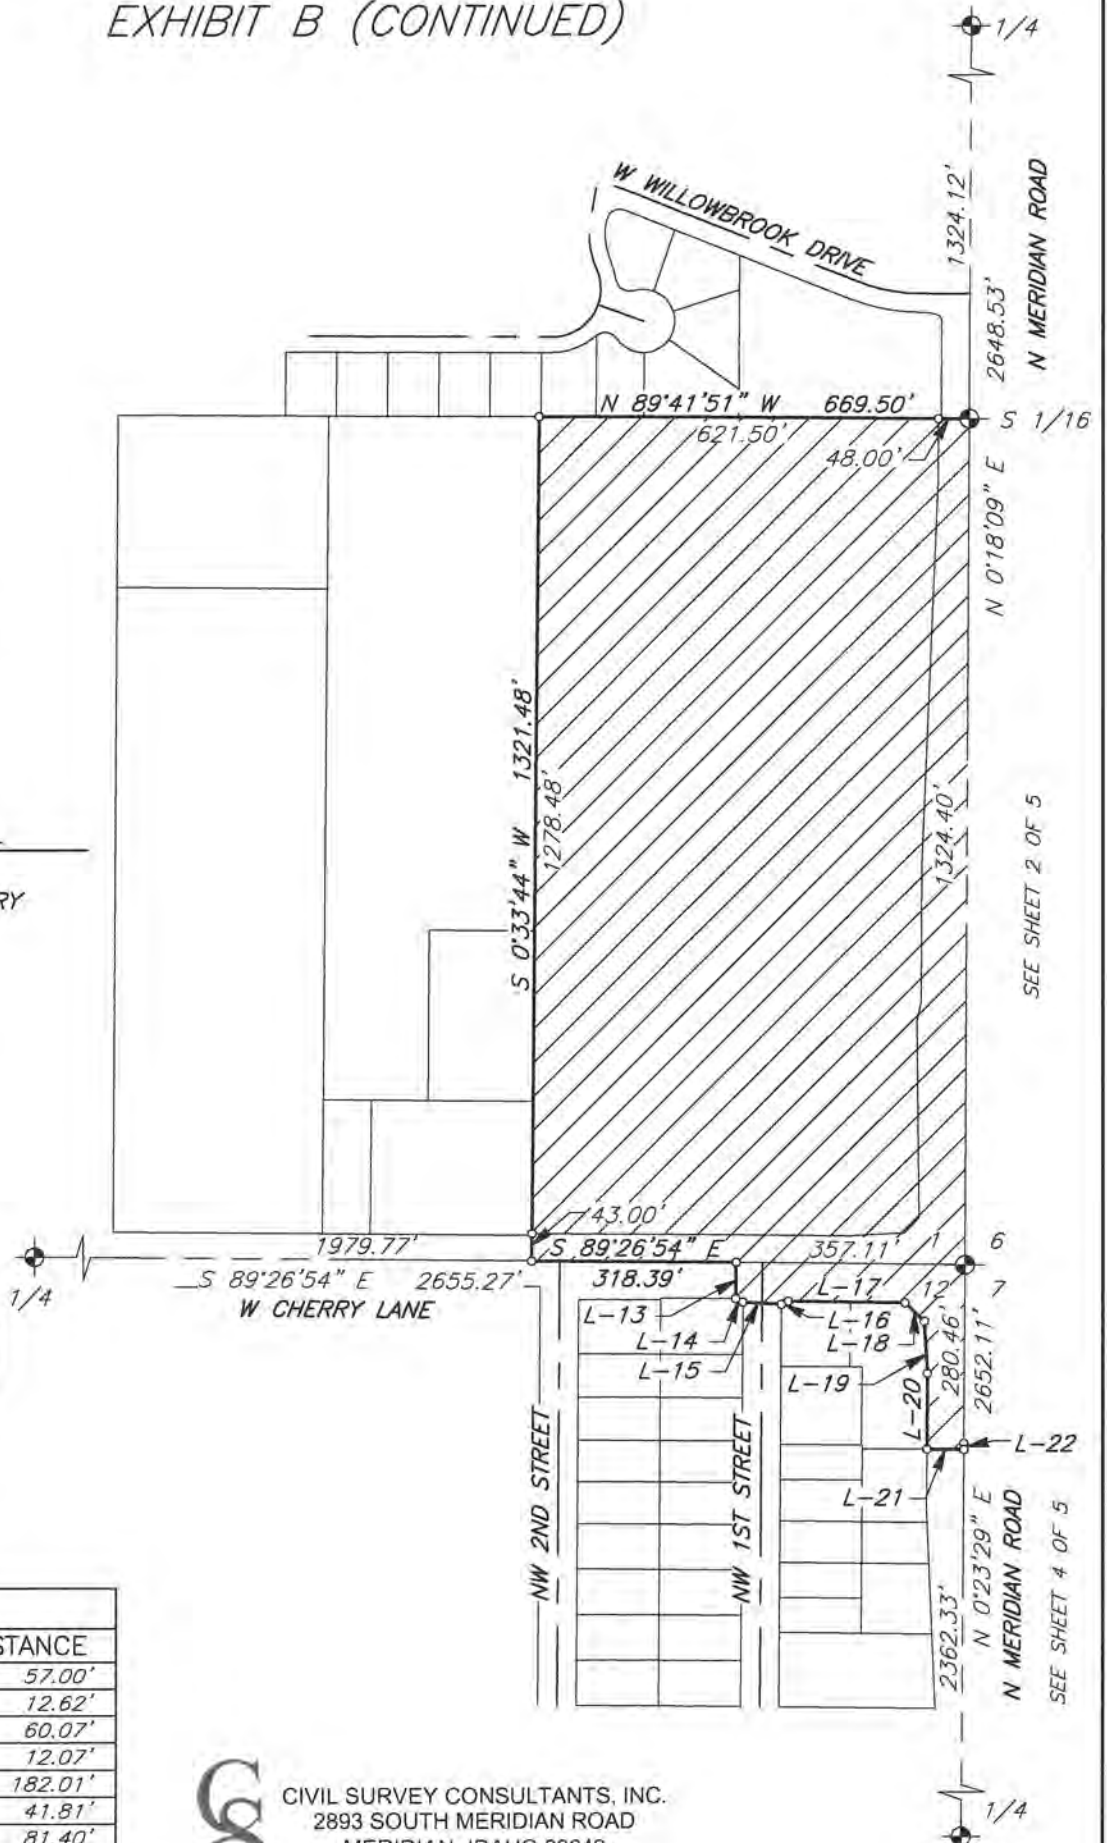 EXHIBIT B (CONTINUED)
1/4
W WILLOWBROOK DRIVE
1324.12'
2648.53'
N MERIDIAN ROAD
N 89°41'51" W 669.50'
621.50'
48.00'
S 1/16
N 0°18'09" E
S 0°33'44" W 1321.48'
1278.48'
1324.40'
SEE SHEET 2 OF 5
RY
43.00'
1979.77'
S 89°26'54" E
357.11'
1
6
318.39'
S 89°26'54" E 2655.27'
1/4
W CHERRY LANE
12
7
L-13
L-14
L-15
L-17
L-16
L-18
L-19
L-20
280.46'
2652.11'
L-22
L-21
NW 2ND STREET
NW 1ST STREET
2362.33'
N 0°23'29" E
N MERIDIAN ROAD
SEE SHEET 4 OF 5
STANCE
57.00'
12.62'
60.07'
12.07'
182.01'
41.81'
81.40'
CSC
CIVIL SURVEY CONSULTANTS, INC.
2893 SOUTH MERIDIAN ROAD
1/4